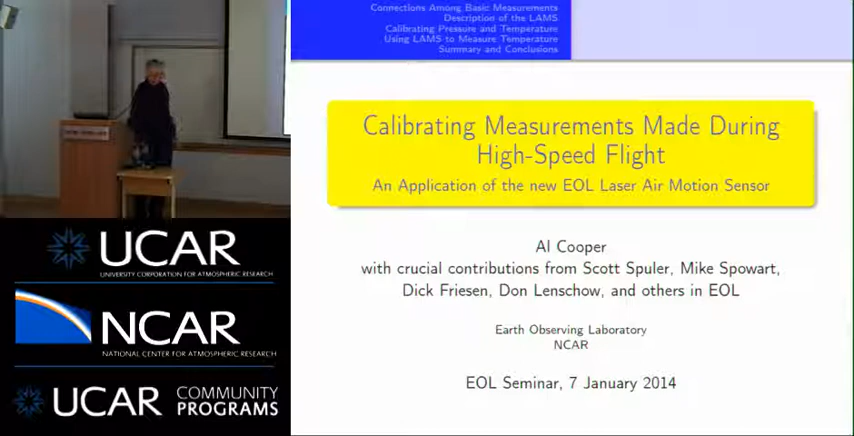 Connections Among Basic Measurements
Description of the LAMS
Calibrating Pressure and Temperature
Using LAMS to Measure Temperature
Summary and Conclusions
Calibrating Measurements Made During
High-Speed Flight
An Application of the new EOL Laser Air Motion Sensor
Al Cooper
with crucial contributions from Scott Spuler, Mike Spowart,
Dick Friesen, Don Lenschow, and others in EOL
Earth Observing Laboratory
NCAR
EOL Seminar, 7 January 2014
UCAR
UNIVERSITY CORPORATION FOR ATMOSPHERIC RESEARCH
NCAR
NATIONAL CENTER FOR ATMOSPHERIC RESEARCH
UCAR COMMUNITY
PROGRAMS